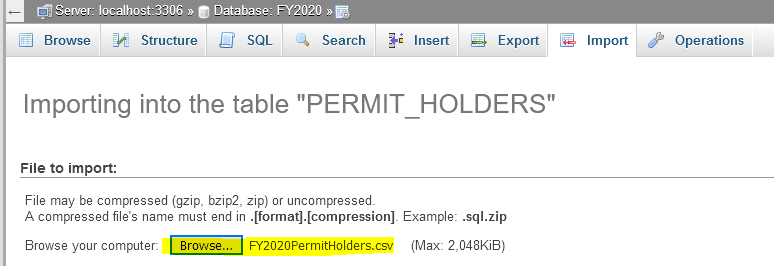 Server: localhost:3306 » Database: FY2020 »
Browse Structure SQL Search Insert Export Import Operations
Importing into the table "PERMIT_HOLDERS"
File to import:
File may be compressed (gzip, bzip2, zip) or uncompressed.
A compressed file's name must end in .[format].[compression]. Example: .sql.zip
Browse your computer: Browse... FY2020PermitHolders.csv (Max: 2,048KiB)